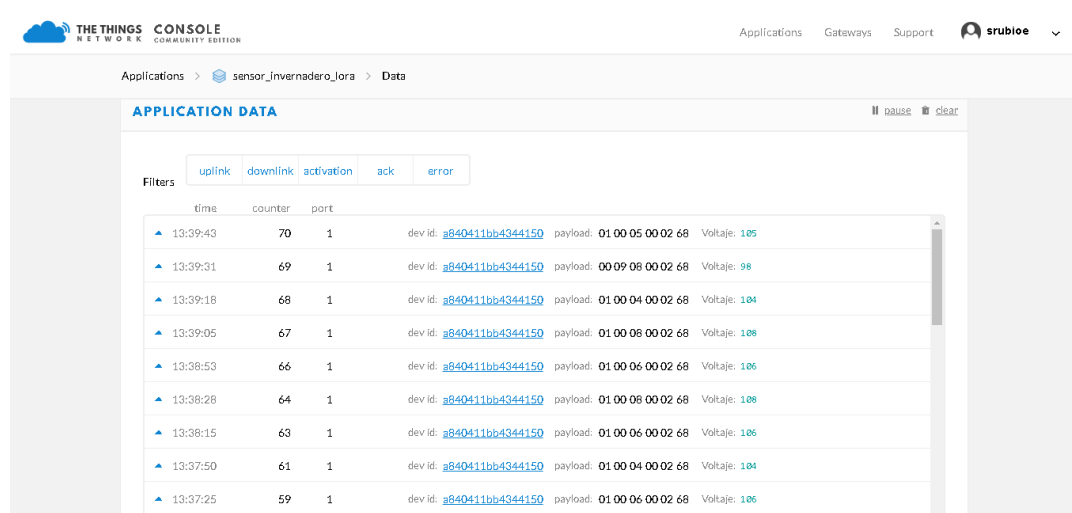 THE THINGS NETWORK CONSOLE COMMUNITY EDITION Applications Gateways Support srubioe
Applications > sensor_invernadero_lora > Data
APPLICATION DATA pause clear
Filters uplink downlink activation ack error
time counter port
13:39:43 70 1 dev id: a840411bb4344150 payload: 01 00 05 00 02 68 Voltaje: 105
13:39:31 69 1 dev id: a840411bb4344150 payload: 00 09 08 00 02 68 Voltaje: 98
13:39:18 68 1 dev id: a840411bb4344150 payload: 01 00 04 00 02 68 Voltaje: 104
13:39:05 67 1 dev id: a840411bb4344150 payload: 01 00 08 00 02 68 Voltaje: 108
13:38:53 66 1 dev id: a840411bb4344150 payload: 01 00 06 00 02 68 Voltaje: 106
13:38:28 64 1 dev id: a840411bb4344150 payload: 01 00 08 00 02 68 Voltaje: 108
13:38:15 63 1 dev id: a840411bb4344150 payload: 01 00 06 00 02 68 Voltaje: 106
13:37:50 61 1 dev id: a840411bb4344150 payload: 01 00 04 00 02 68 Voltaje: 104
13:37:25 59 1 dev id: a840411bb4344150 payload: 01 00 06 00 02 68 Voltaje: 106